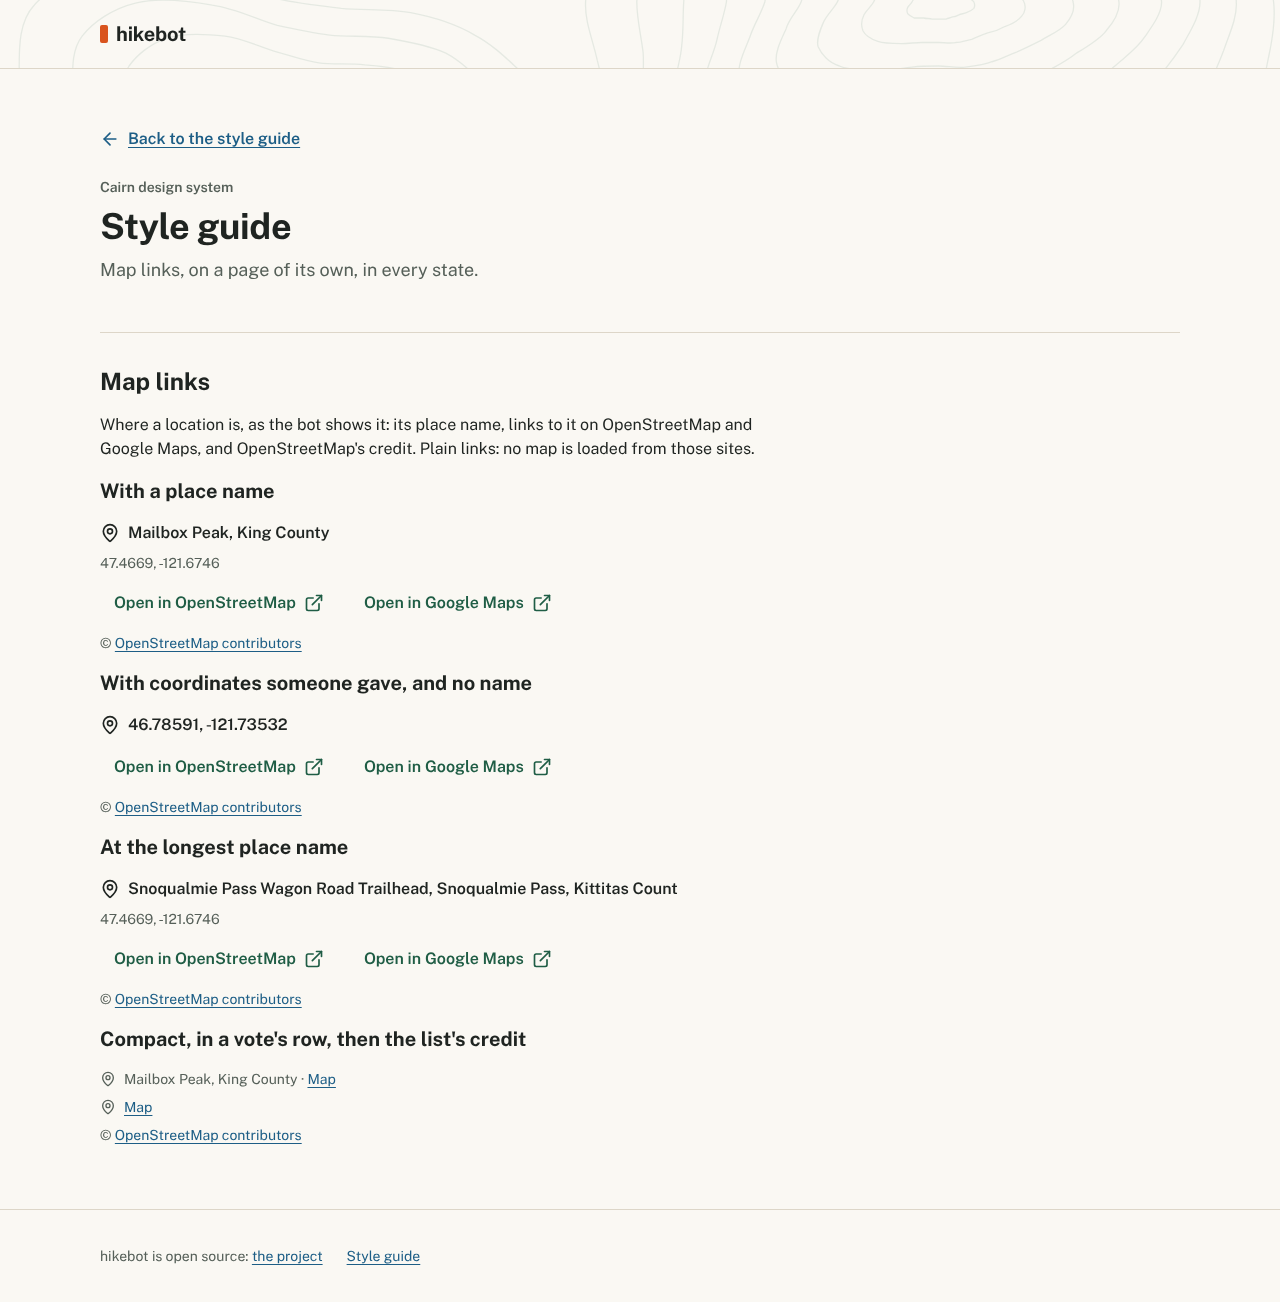 hikebot
Back to the style guide
Cairn design system
Style guide
Map links, on a page of its own, in every state.
Map links
Where a location is, as the bot shows it: its place name, links to it on OpenStreetMap and
Google Maps, and OpenStreetMap's credit. Plain links: no map is loaded from those sites.
With a place name
Mailbox Peak, King County
47.4669, -121.6746
Open in OpenStreetMap Open in Google Maps
© OpenStreetMap contributors
With coordinates someone gave, and no name
46.78591, -121.73532
Open in OpenStreetMap Open in Google Maps
© OpenStreetMap contributors
At the longest place name
Snoqualmie Pass Wagon Road Trailhead, Snoqualmie Pass, Kittitas Count
47.4669, -121.6746
Open in OpenStreetMap Open in Google Maps
© OpenStreetMap contributors
Compact, in a vote's row, then the list's credit
Mailbox Peak, King County · Map
Map
© OpenStreetMap contributors
hikebot is open source: the project Style guide